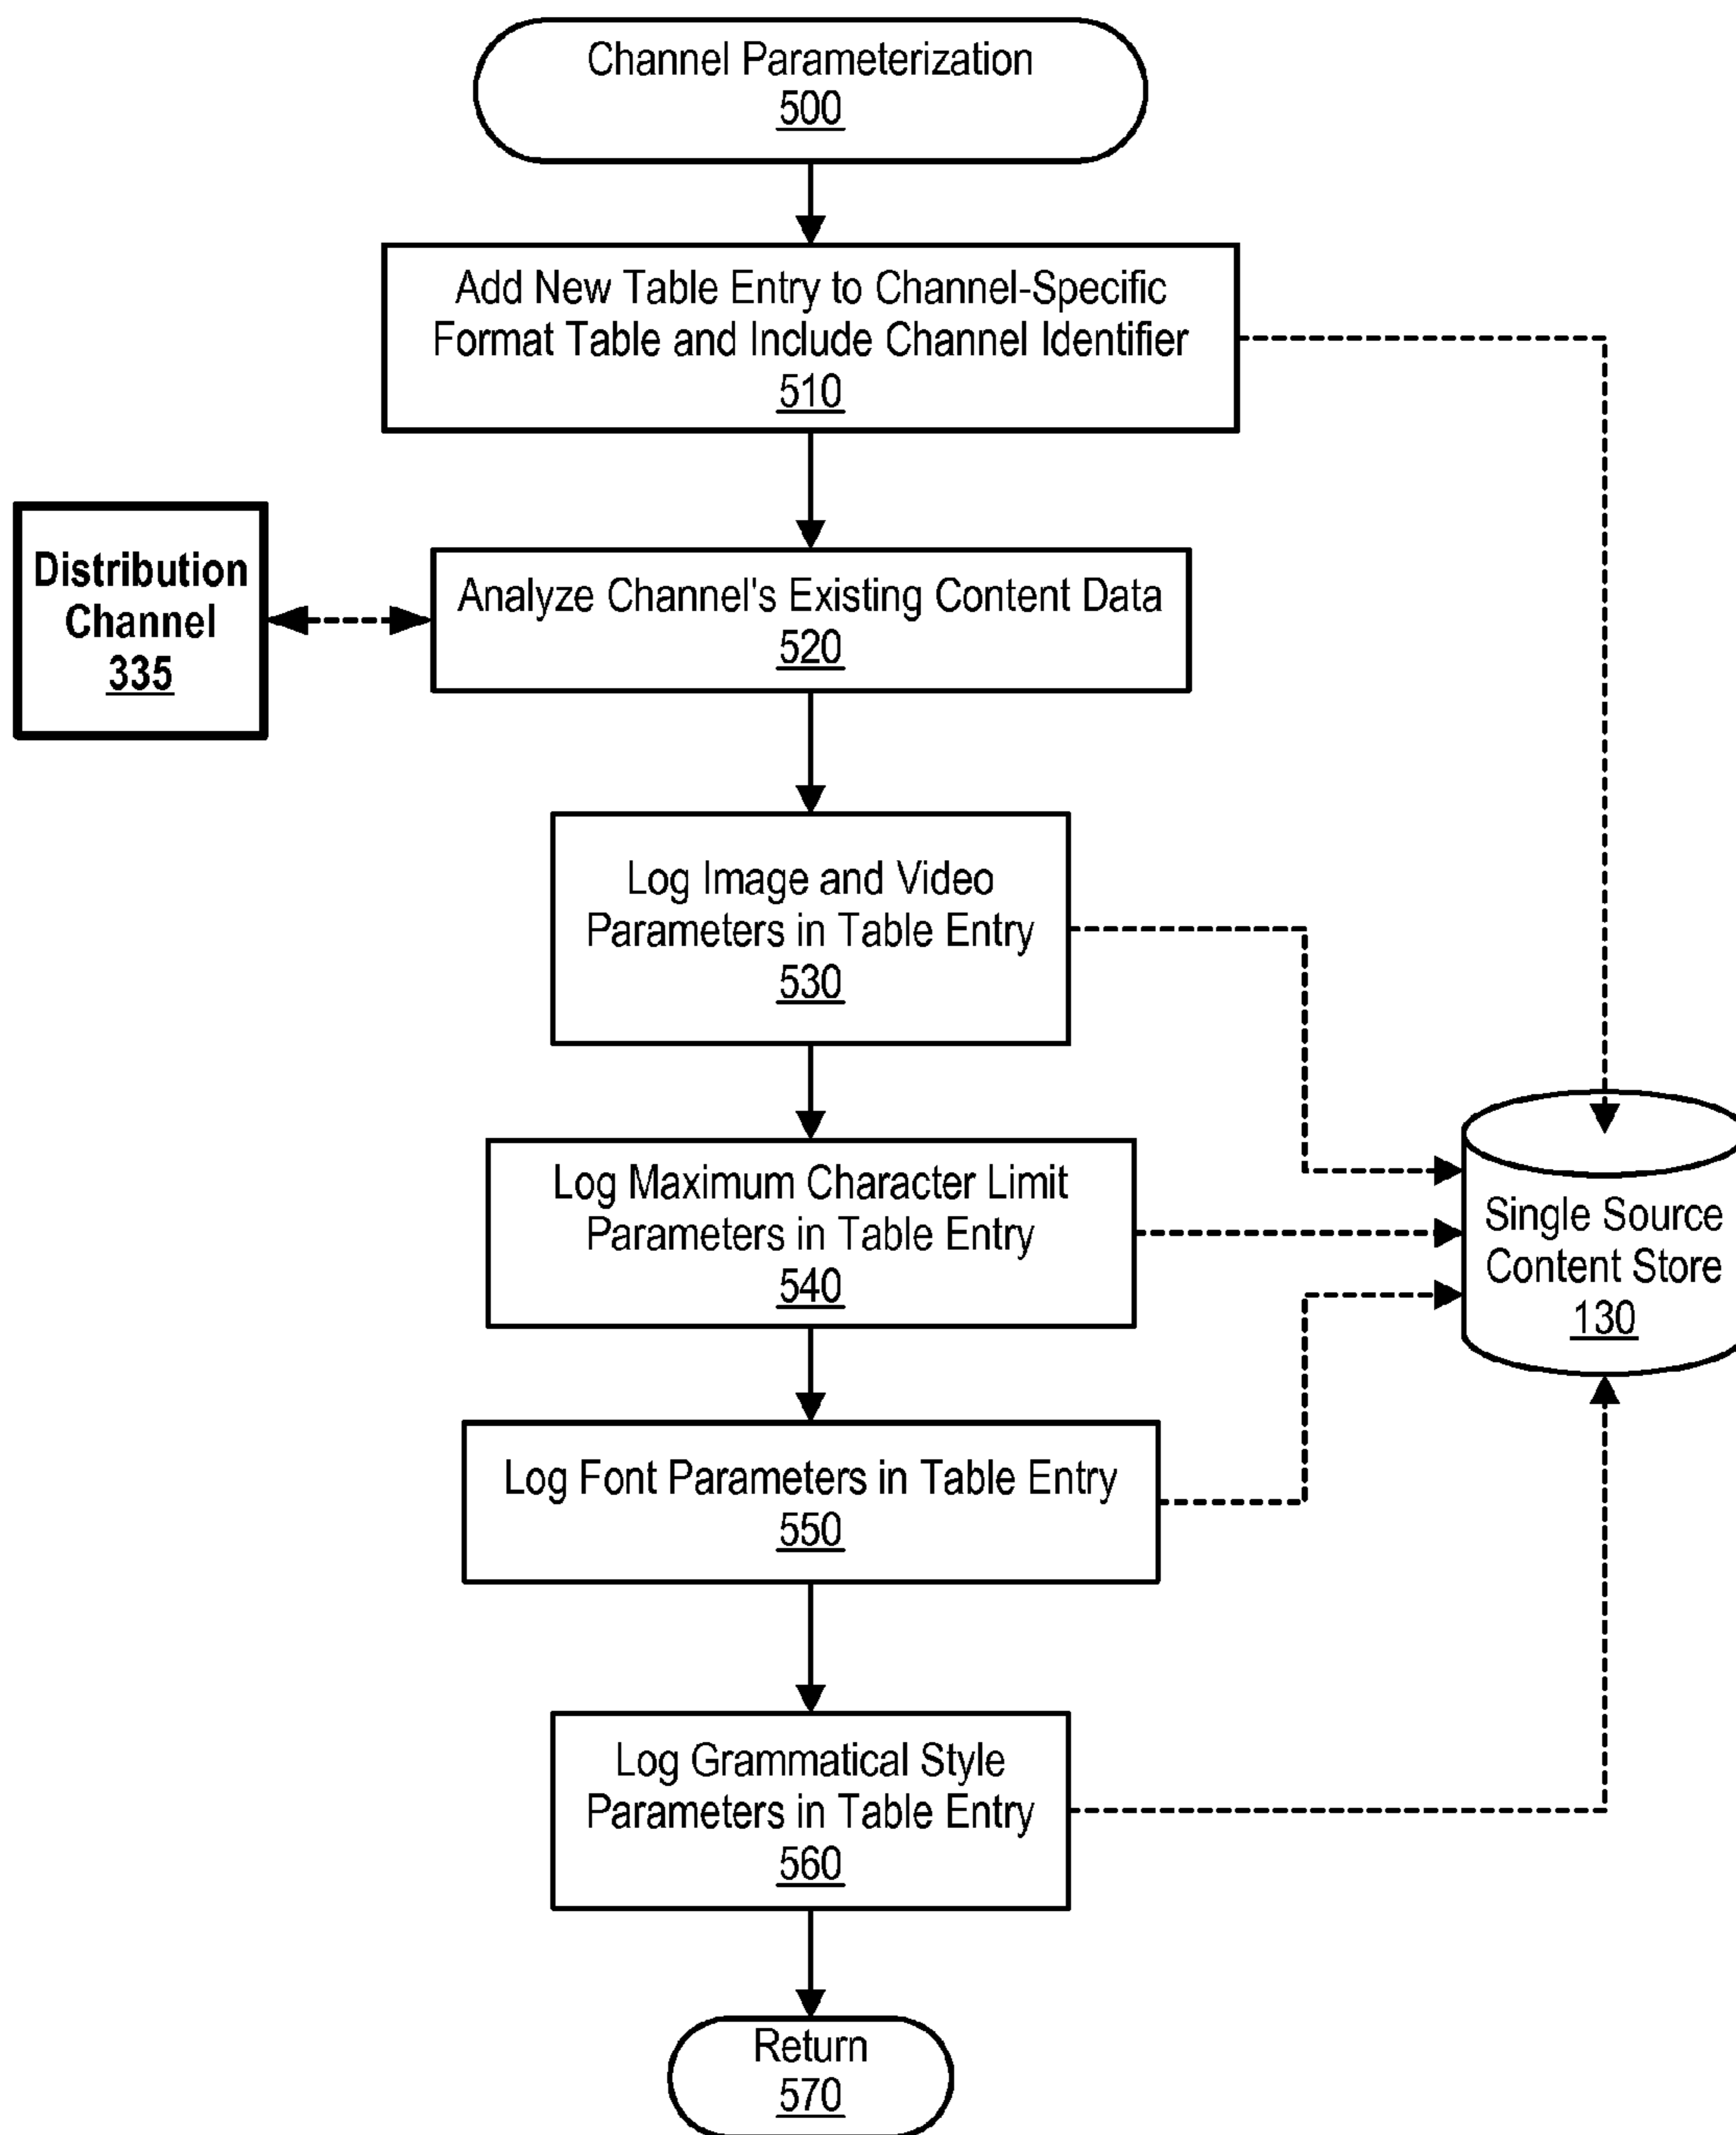 Channel Parameterization
500
Add New Table Entry to Channel-Specific
Format Table and Include Channel Identifier
510
Distribution
Channel
335
Analyze Channel's Existing Content Data
520
Log Image and Video
Parameters in Table Entry
530
Log Maximum Character Limit
Parameters in Table Entry
540
Single Source
Content Store
130
Log Font Parameters in Table Entry
550
Log Grammatical Style
Parameters in Table Entry
560
Return
570